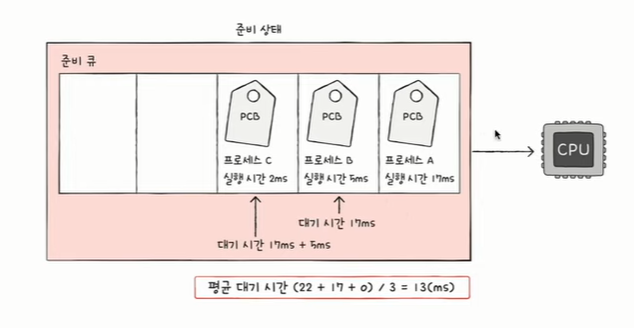 준비 상태
준비 큐
PCB
PCB
PCB
프로세스 C
실행 시간 2ms
프로세스 B
실행 시간 5ms
프로세스 A
실행 시간 17ms
CPU
대기 시간 17ms
대기 시간 17ms + 5ms
평균 대기 시간 (22 + 17 + 0) / 3 = 13(ms)